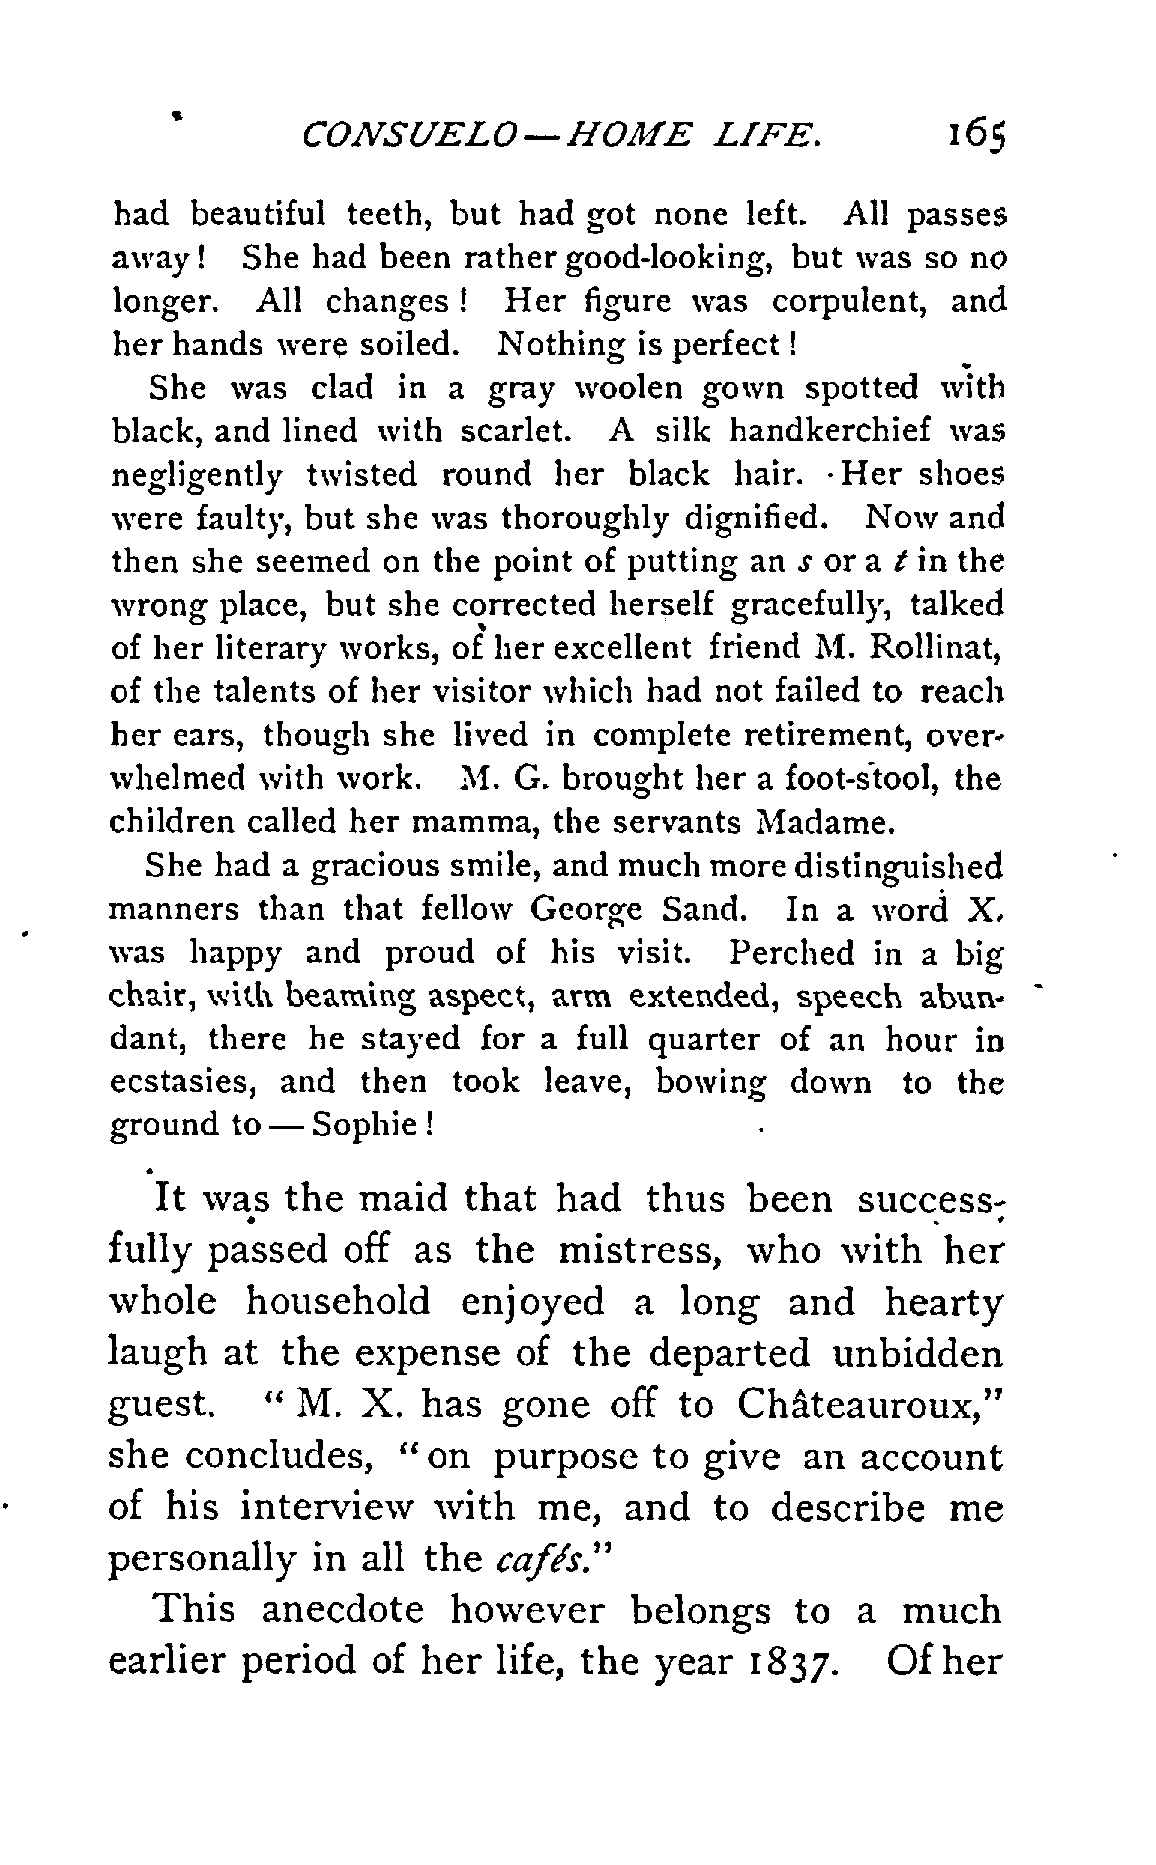 CONSUELO—HOME LIFE. 165
had beautiful teeth, but had got none left. All passes
away! She had been rather good-looking, but was so no
longer. All changes! Her figure was corpulent, and
her hands were soiled. Nothing is perfect!
She was clad in a gray woolen gown spotted with
black, and lined with scarlet. A silk handkerchief was
negligently twisted round her black hair. Her shoes
were faulty, but she was thoroughly dignified. Now and
then she seemed on the point of putting an s or a t in the
wrong place, but she corrected herself gracefully, talked
of her literary works, of her excellent friend M. Rollinat,
of the talents of her visitor which had not failed to reach
her ears, though she lived in complete retirement, over-
whelmed with work. M. G. brought her a foot-stool, the
children called her mamma, the servants Madame.
She had a gracious smile, and much more distinguished
manners than that fellow George Sand. In a word X.
was happy and proud of his visit. Perched in a big
chair, with beaming aspect, arm extended, speech abun-
dant, there he stayed for a full quarter of an hour in
ecstasies, and then took leave, bowing down to the
ground to — Sophie!
It was the maid that had thus been success-
fully passed off as the mistress, who with her
whole household enjoyed a long and hearty
laugh at the expense of the departed unbidden
guest. "M. X. has gone off to Châteauroux,"
she concludes, "on purpose to give an account
of his interview with me, and to describe me
personally in all the cafés."
This anecdote however belongs to a much
earlier period of her life, the year 1837. Of her